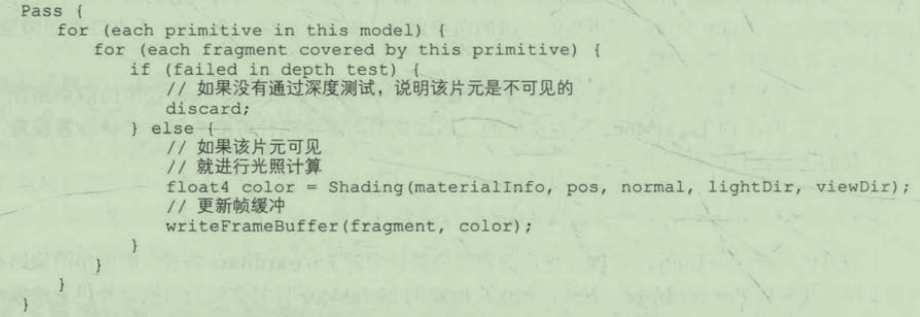 Pass {
for (each primitive in this model) {
for (each fragment covered by this primitive) {
if (failed in depth test) {
// 如果没有通过深度测试，说明该片元是不可见的
discard;
} else {
// 如果该片元可见
// 就进行光照计算
float4 color = Shading(materialInfo, pos, normal, lightDir, viewDir);
// 更新帧缓冲
writeFrameBuffer(fragment, color);
}
}
}
}